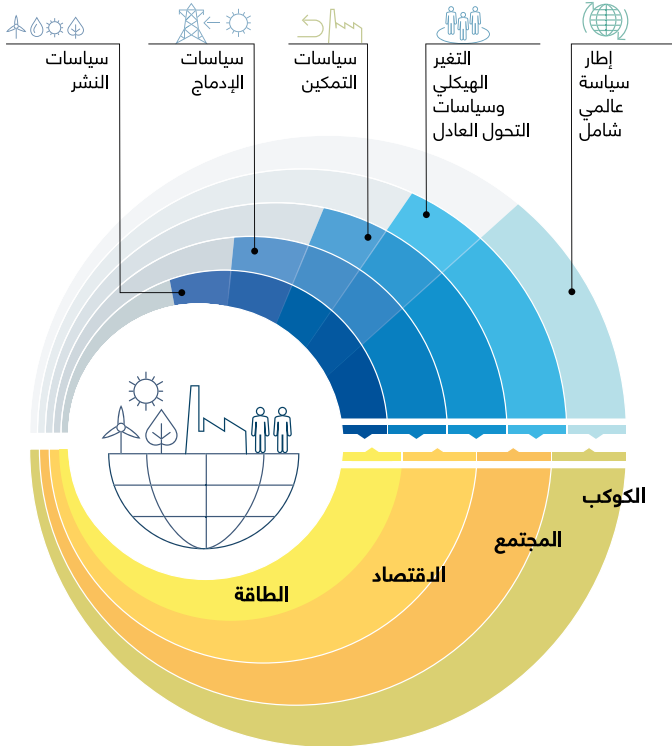 إطار
سياسة
عالمي
شامل
التغير
الهيكلي
وسياسات
التحول العادل
سياسات
التمكين
سياسات
الإدماج
سياسات
النشر
الكوكب
المجتمع
الاقتصاد
الطاقة